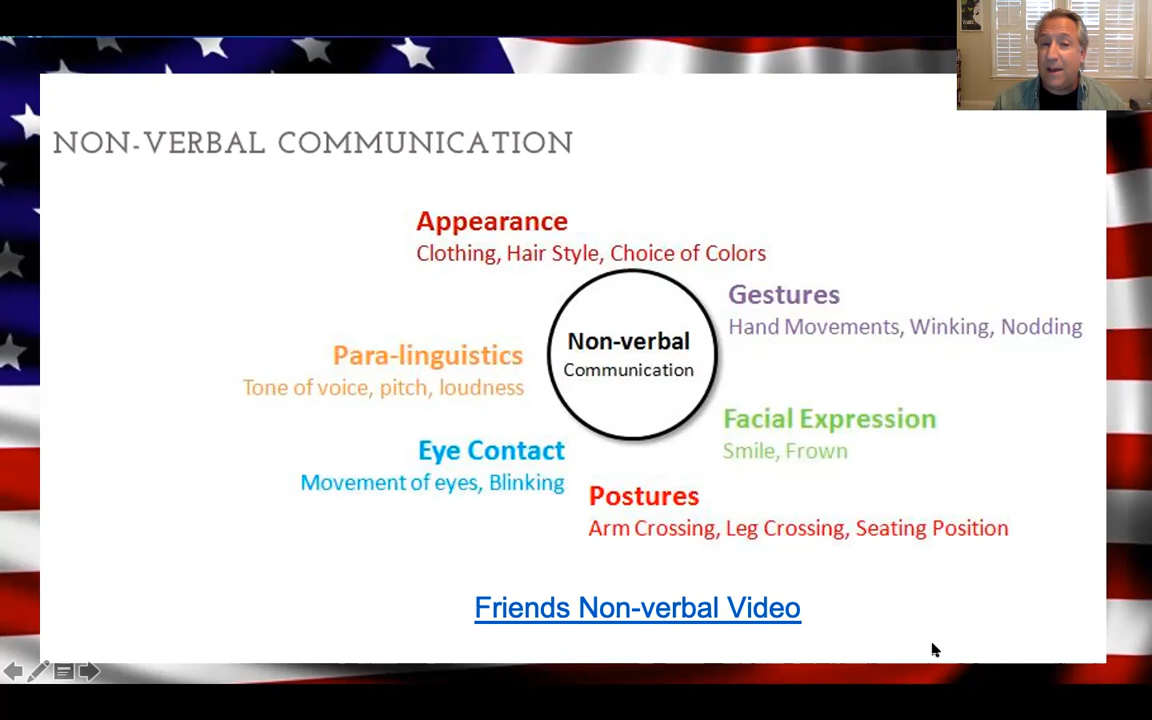 NON-VERBAL COMMUNICATION
Appearance
Clothing, Hair Style, Choice of Colors
Gestures
Hand Movements, Winking, Nodding
Non-verbal
Communication
Para-linguistics
Tone of voice, pitch, loudness
Facial Expression
Smile, Frown
Eye Contact
Movement of eyes, Blinking
Postures
Arm Crossing, Leg Crossing, Seating Position
Friends Non-verbal Video